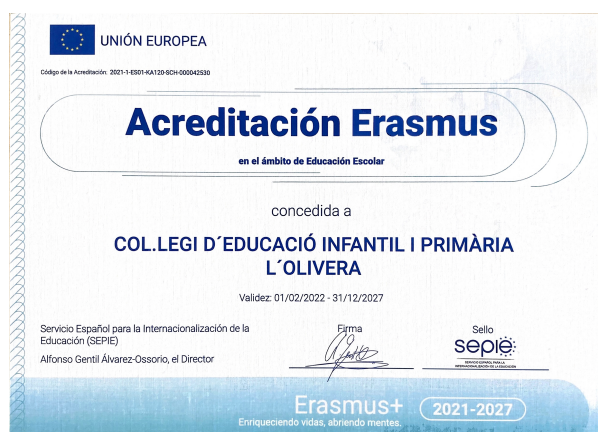 UNIÓN EUROPEA
Código de la Acreditación: 2021-1-ES01-KA120-SCH-000042530
Acreditación Erasmus
en el ámbito de Educación Escolar
concedida a
COL.LEGI D´EDUCACIÓ INFANTIL I PRIMÀRIA
L´OLIVERA
Validez: 01/02/2022 - 31/12/2027
Servicio Español para la Internacionalización de la
Educación (SEPIE)
Alfonso Gentil Álvarez-Ossorio, el Director
Firma
Sello
sepie
SERVICIO ESPAÑOL PARA LA
INTERNACIONALIZACIÓN DE LA EDUCACIÓN
Erasmus+
2021-2027
Enriqueciendo vidas, abriendo mentes.